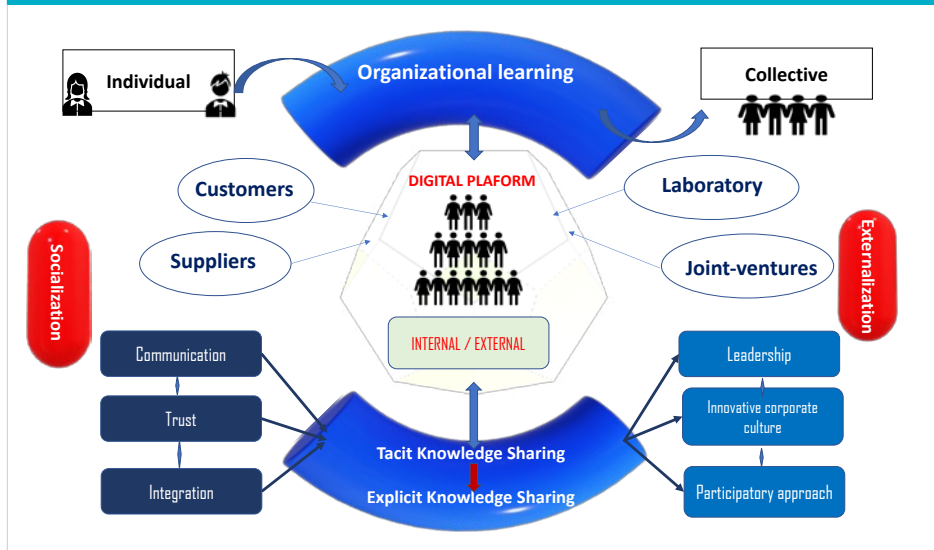 Individual
Organizational learning
Collective
DIGITAL PLAFORM
Customers
Laboratory
Suppliers
Joint-ventures
Socialization
Externalization
INTERNAL / EXTERNAL
Communication
Leadership
Trust
Innovative corporate
culture
Tacit Knowledge Sharing
Integration
Explicit Knowledge Sharing
Participatory approach